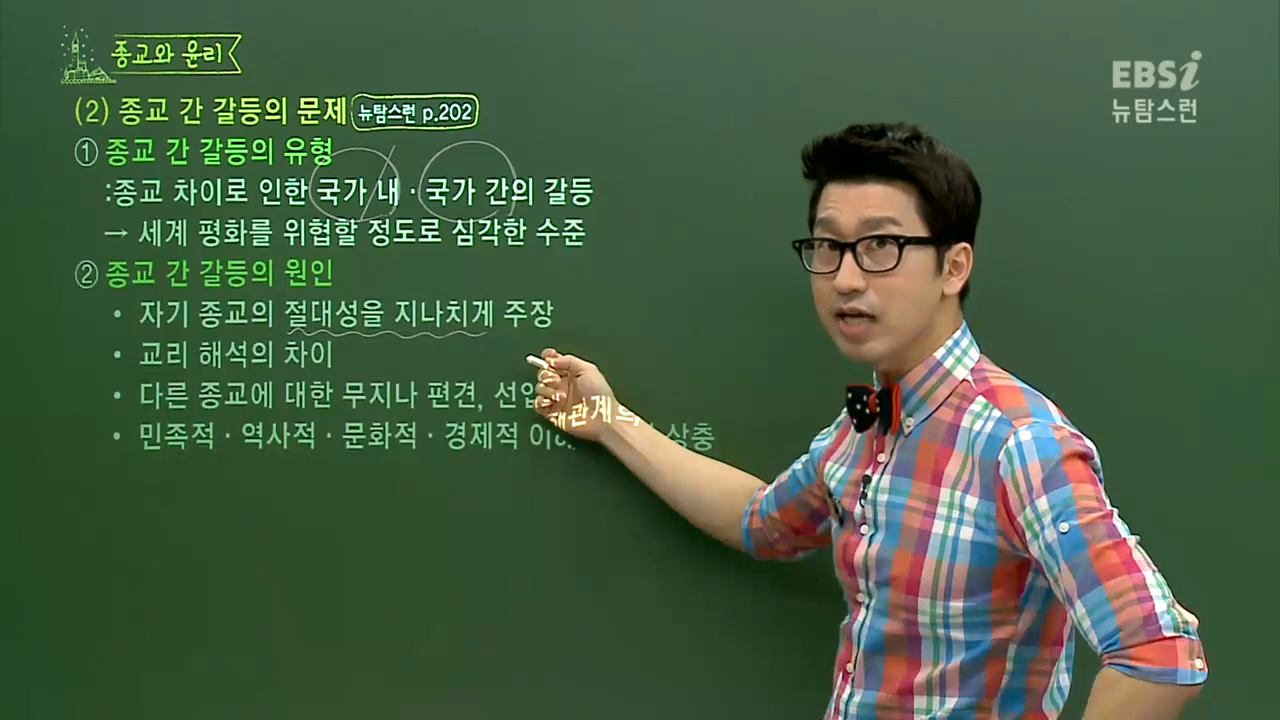 종교와 윤리
EBSi
뉴탐스런
(2) 종교 간 갈등의 문제 뉴탐스런 p.202
① 종교 간 갈등의 유형
:종교 차이로 인한 국가 내 · 국가 간의 갈등
→ 세계 평화를 위협할 정도로 심각한 수준
② 종교 간 갈등의 원인
• 자기 종교의 절대성을 지나치게 주장
• 교리 해석의 차이
• 다른 종교에 대한 무지나 편견,
• 민족적 · 역사적 · 문화적 · 경제적 이해관계의 상충